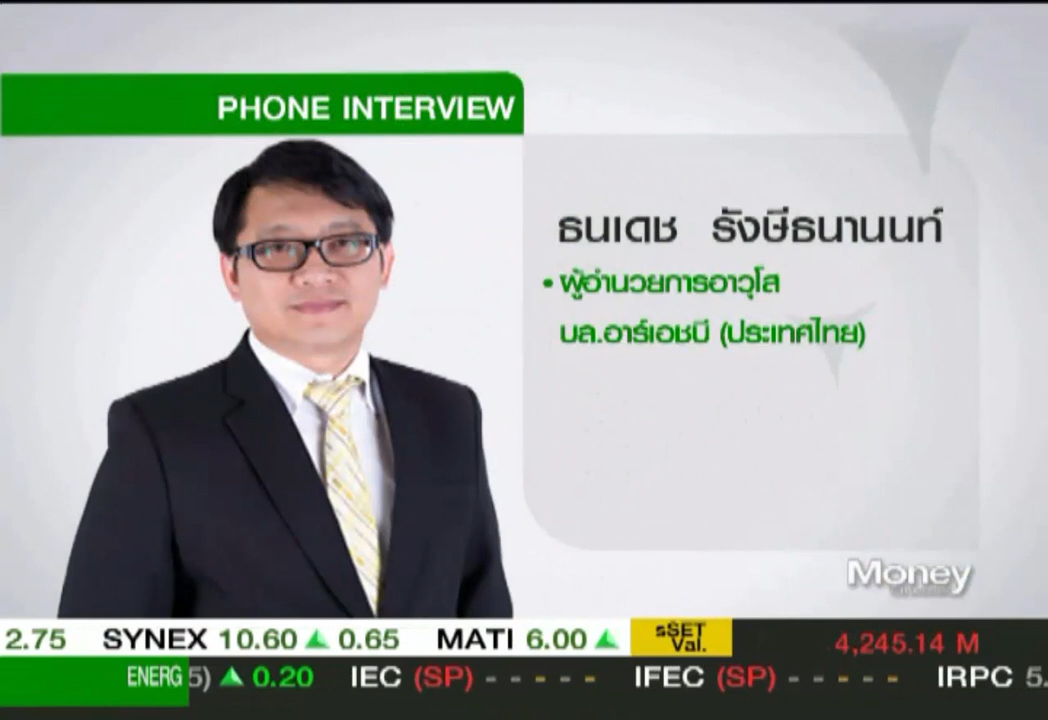 PHONE INTERVIEW
ธนเดช รังษีธนานนท์
• ผู้อำนวยการอาวุโส
บล.อาร์เอชบี (ประเทศไทย)
Money
2.75 SYNEX 10.60 ▲ 0.65 MATI 6.00 ▲ sSET Val. 4,245.14 M
ENERG 5) ▲ 0.20 IEC (SP) - - - - - IFEC (SP) - - - - - IRPC 5.